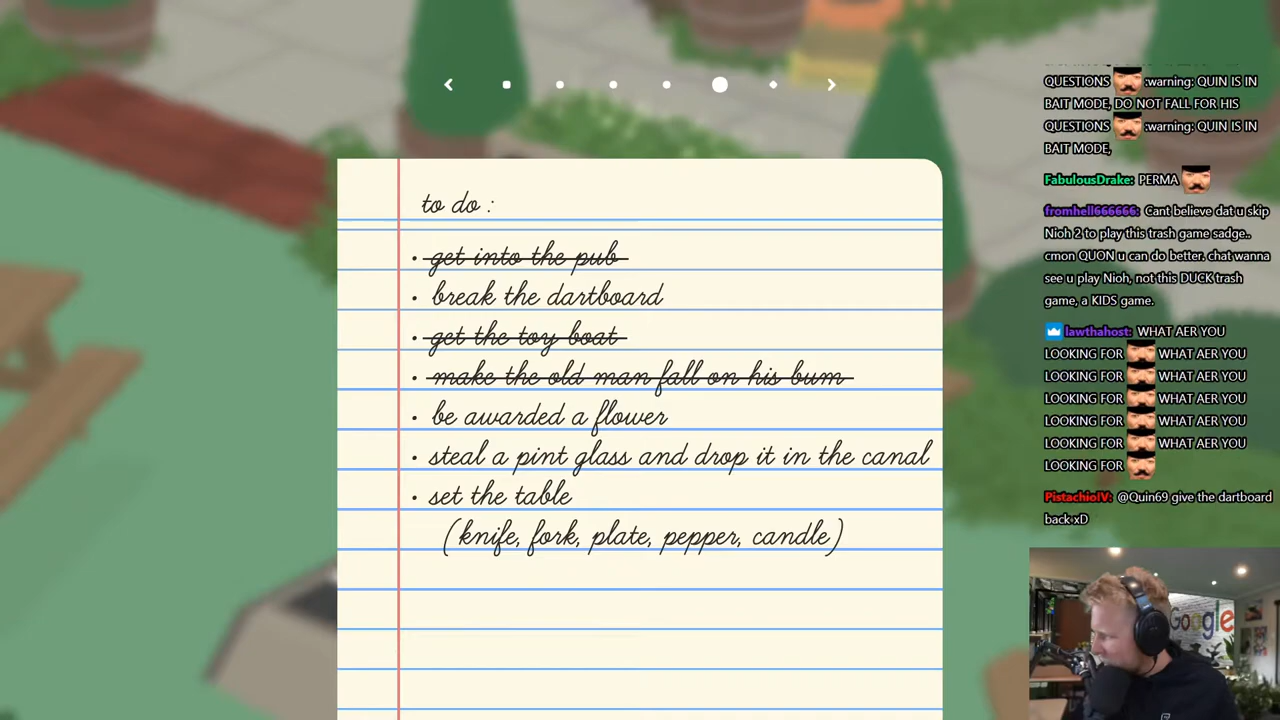 to do :
• get into the pub
• break the dartboard
• get the toy boat
• make the old man fall on his bum
• be awarded a flower
• steal a pint glass and drop it in the canal
• set the table
(knife, fork, plate, pepper, candle)
QUESTIONS :warning: QUIN IS IN
BAIT MODE, DO NOT FALL FOR HIS
QUESTIONS :warning: QUIN IS IN
BAIT MODE,
FabulousDrake: PERMA
fromhell666666: Cant believe dat u skip
Nioh 2 to play this trash game sadge..
cmon QUON u can do better. chat wanna
see u play Nioh, not this DUCK trash
game, a KIDS game.
lawthahost: WHAT AER YOU
LOOKING FOR WHAT AER YOU
LOOKING FOR WHAT AER YOU
LOOKING FOR WHAT AER YOU
LOOKING FOR WHAT AER YOU
LOOKING FOR WHAT AER YOU
LOOKING FOR
PistachioIV: @Quin69 give the dartboard
back xD
Google